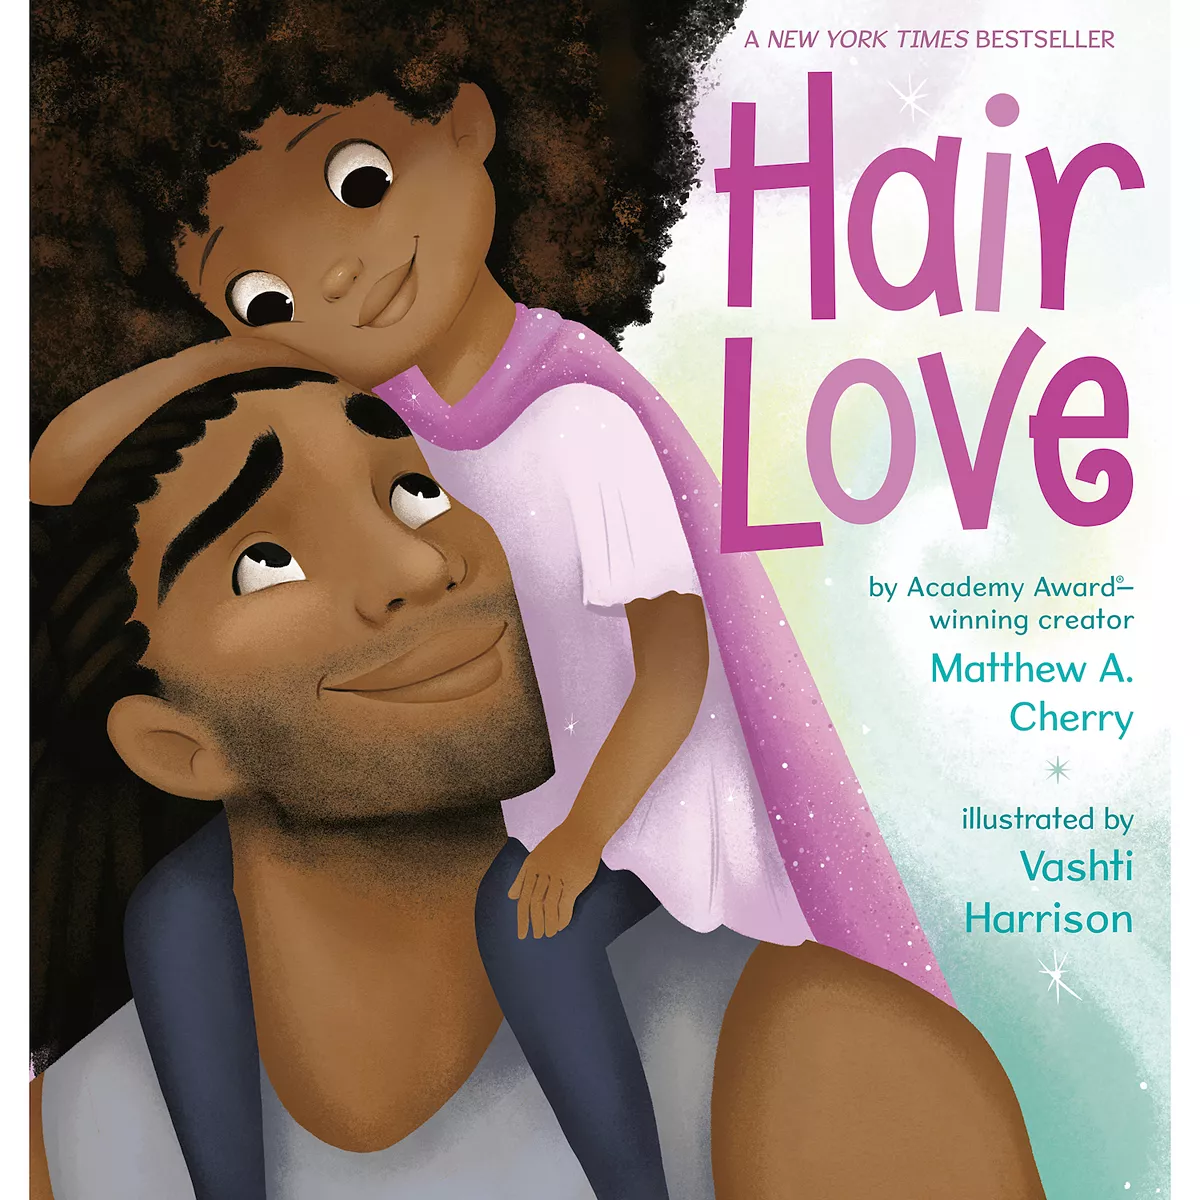 A NEW YORK TIMES BESTSELLER
Hair
Love
by Academy Award®–
winning creator
Matthew A.
Cherry
illustrated by
Vashti
Harrison